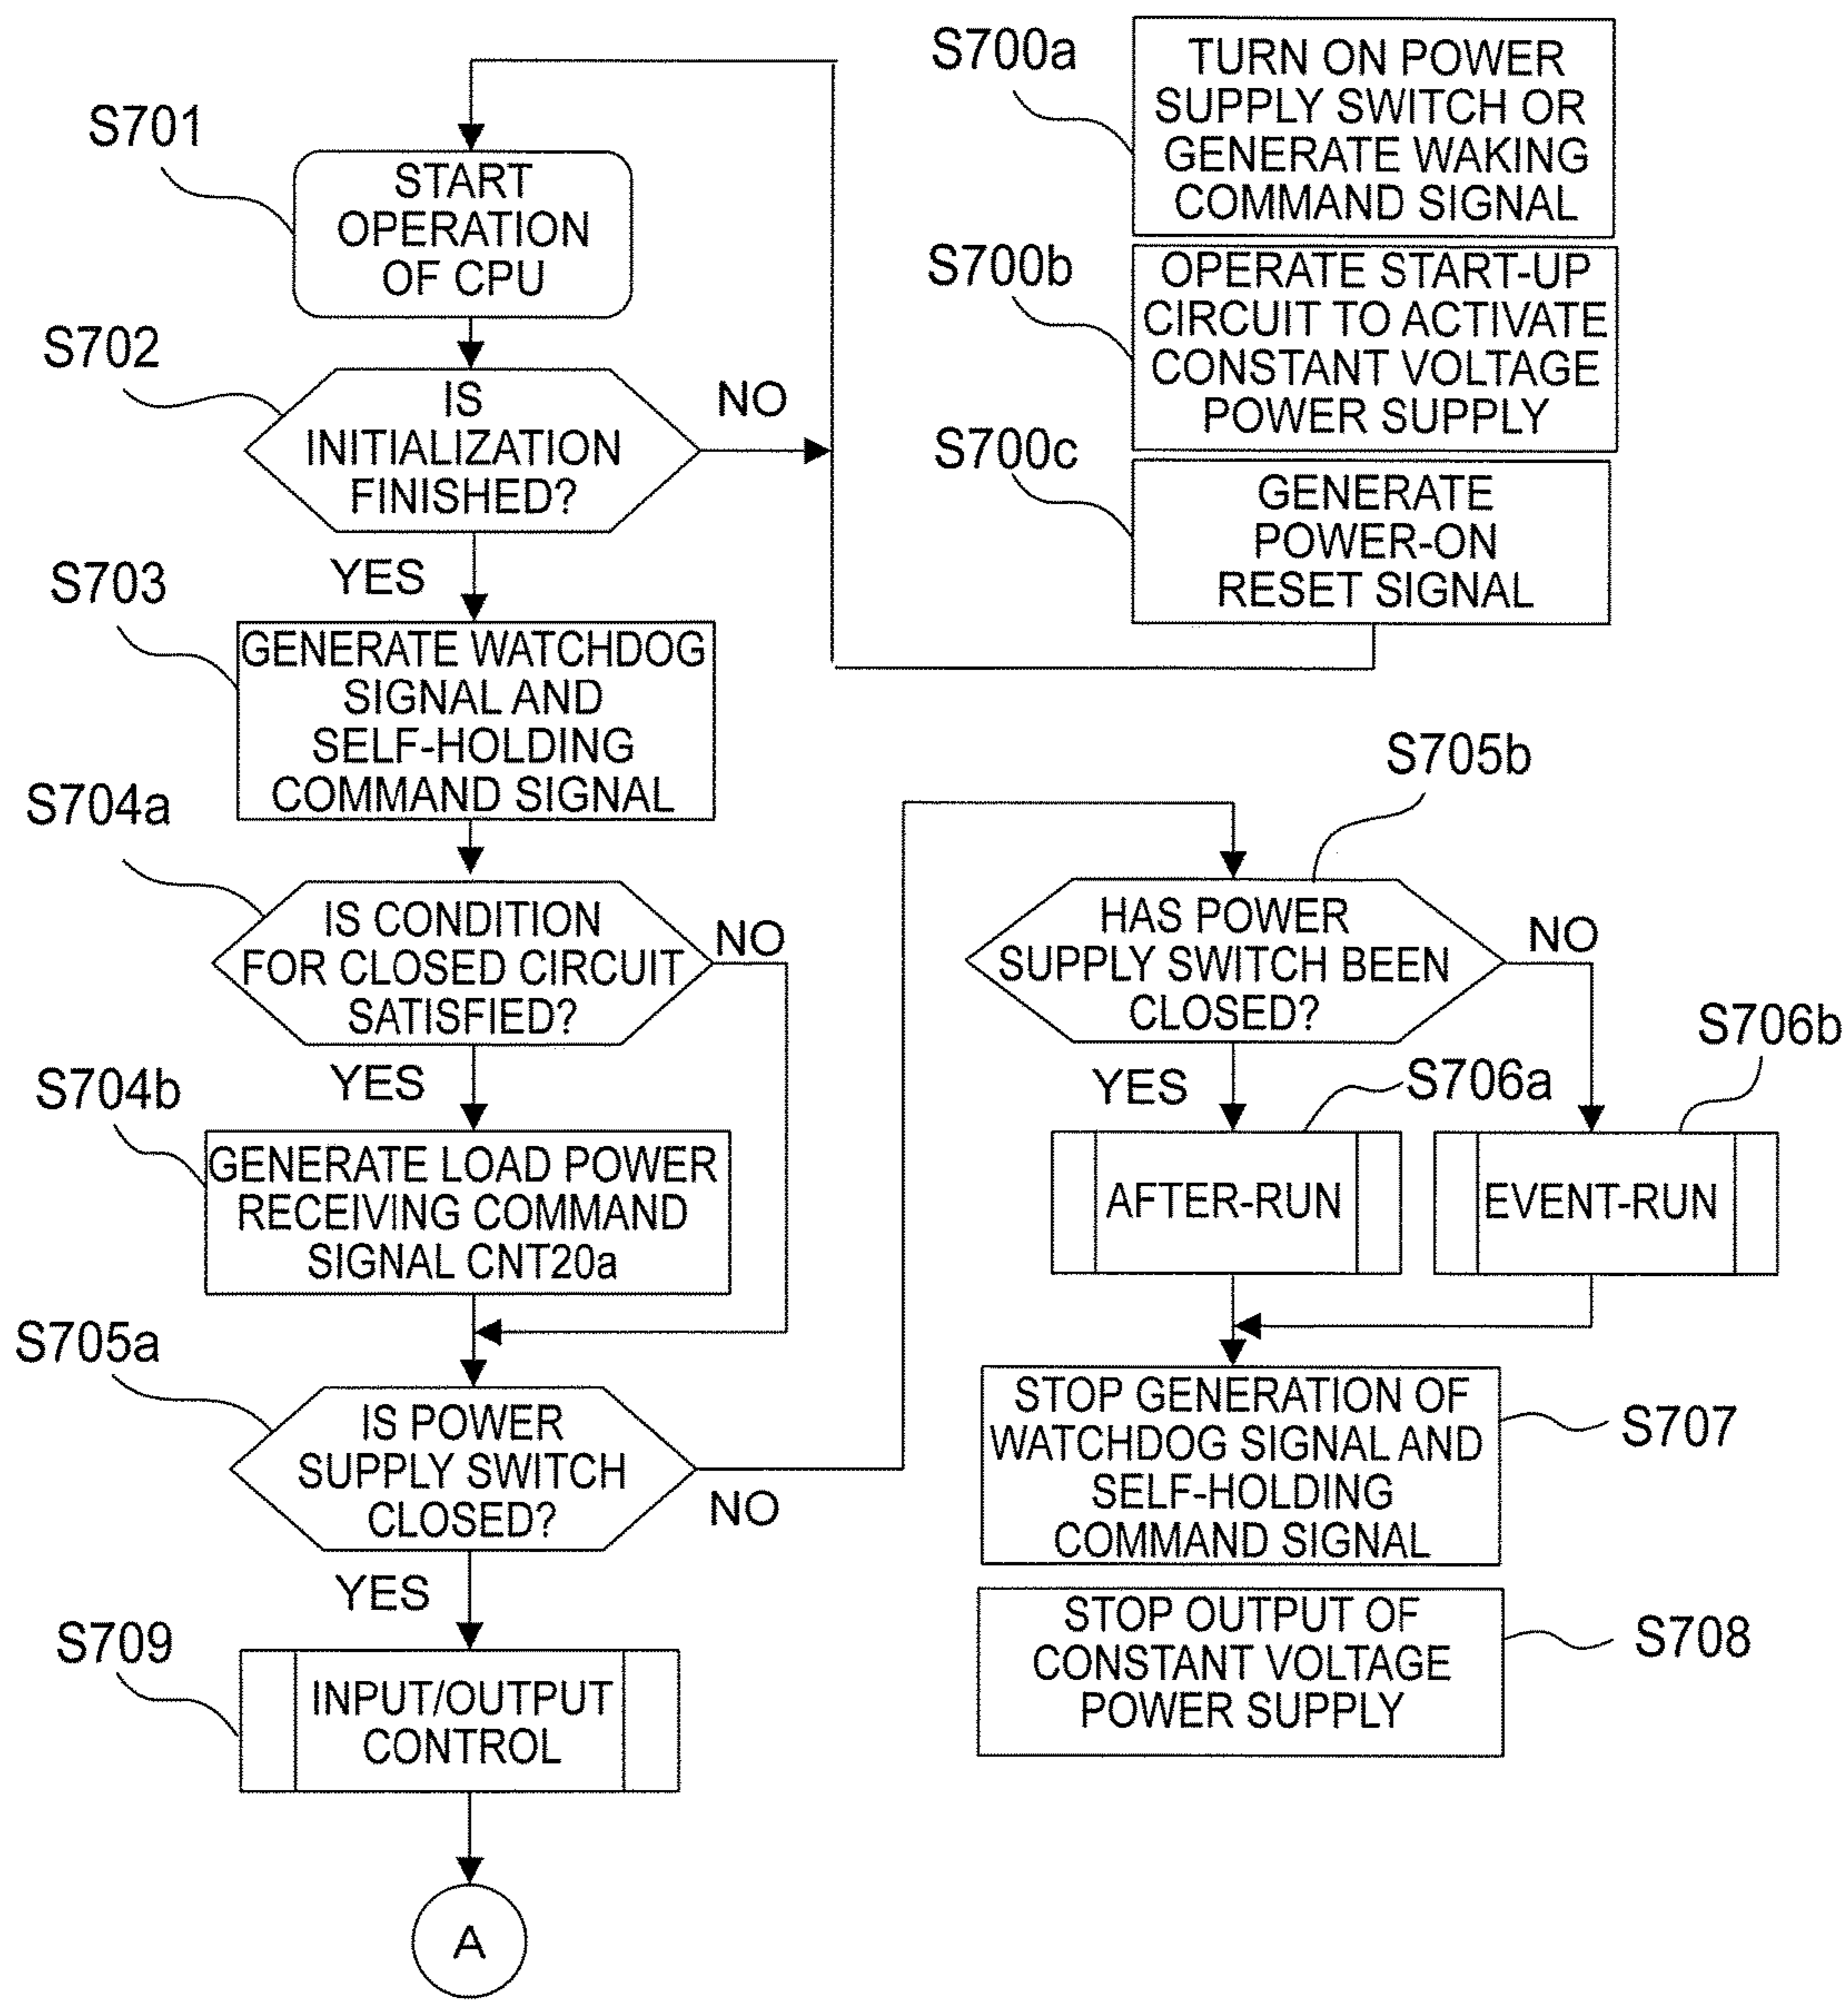 S700a
TURN ON POWER
SUPPLY SWITCH OR
GENERATE WAKING
COMMAND SIGNAL
S700b
OPERATE START-UP
CIRCUIT TO ACTIVATE
CONSTANT VOLTAGE
POWER SUPPLY
S700c
GENERATE
POWER-ON
RESET SIGNAL
S701
START
OPERATION
OF CPU
S702
IS
INITIALIZATION
FINISHED?
NO
YES
S703
GENERATE WATCHDOG
SIGNAL AND
SELF-HOLDING
COMMAND SIGNAL
S704a
IS CONDITION
FOR CLOSED CIRCUIT
SATISFIED?
NO
YES
S704b
GENERATE LOAD POWER
RECEIVING COMMAND
SIGNAL CNT20a
S705a
IS POWER
SUPPLY SWITCH
CLOSED?
NO
YES
S709
INPUT/OUTPUT
CONTROL
A
S705b
HAS POWER
SUPPLY SWITCH BEEN
CLOSED?
NO
YES
S706a
AFTER-RUN
S706b
EVENT-RUN
STOP GENERATION OF
WATCHDOG SIGNAL AND
SELF-HOLDING
COMMAND SIGNAL
S707
STOP OUTPUT OF
CONSTANT VOLTAGE
POWER SUPPLY
S708